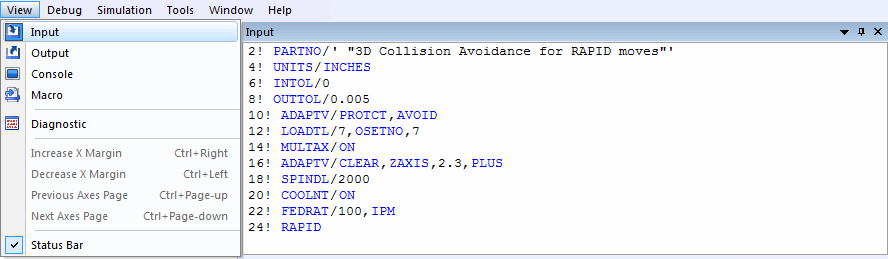 View Debug Simulation Tools Window Help
Input
Output
Console
Macro
Diagnostic
Increase X Margin Ctrl+Right
Decrease X Margin Ctrl+Left
Previous Axes Page Ctrl+Page-up
Next Axes Page Ctrl+Page-down
Status Bar
Input
2! PARTNO/' "3D Collision Avoidance for RAPID moves"'
4! UNITS/INCHES
6! INTOL/0
8! OUTTOL/0.005
10! ADAPTV/PROTCT,AVOID
12! LOADTL/7,OSETNO,7
14! MULTAX/ON
16! ADAPTV/CLEAR,ZAXIS,2.3,PLUS
18! SPINDL/2000
20! COOLNT/ON
22! FEDRAT/100,IPM
24! RAPID